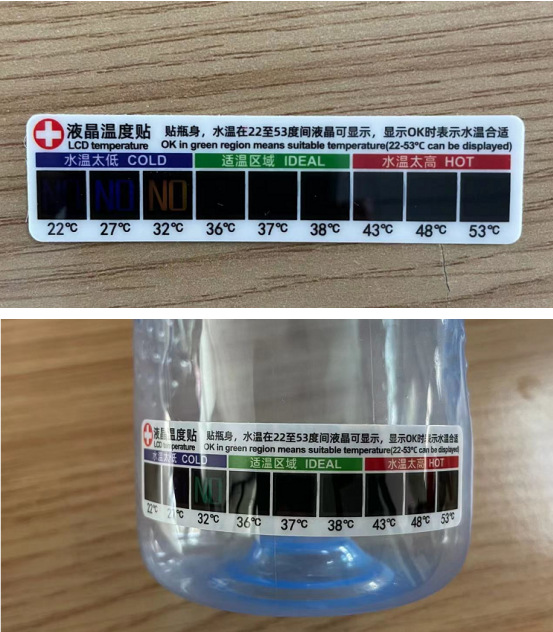 液晶温度贴 贴瓶身，水温在22至53度间液晶可显示，显示OK时表示水温合适
LCD temperature OK in green region means suitable temperature(22-53℃ can be displayed)
水温太低 COLD 适温区域 IDEAL 水温太高 HOT
NO NO NO
22℃ 27℃ 32℃ 36℃ 37℃ 38℃ 43℃ 48℃ 53℃
液晶温度贴 贴瓶身，水温在22至53度间液晶可显示，显示OK时表示水温合适
LCD temperature OK in green region means suitable temperature(22-53℃ can be displayed)
水温太低 COLD 适温区域 IDEAL 水温太高 HOT
NO
22℃ 27℃ 32℃ 36℃ 37℃ 38℃ 43℃ 48℃ 53℃